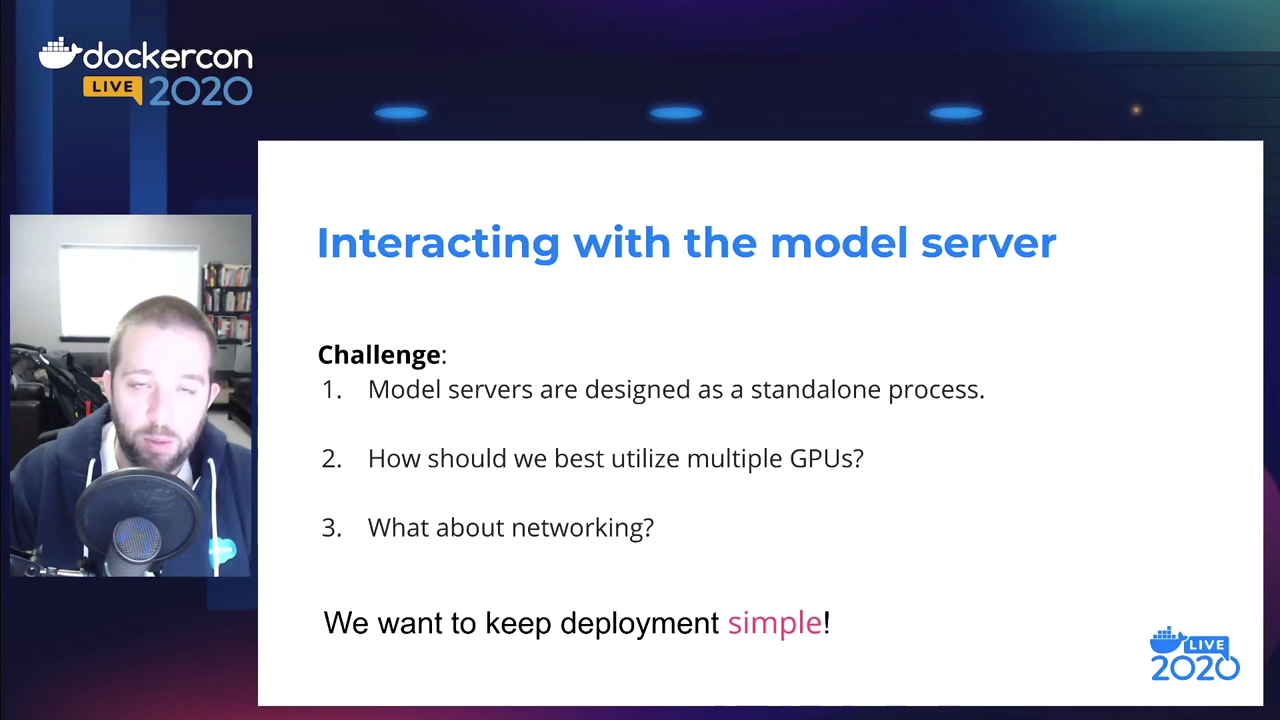 dockercon
LIVE 2020
Interacting with the model server
Challenge:
1. Model servers are designed as a standalone process.
2. How should we best utilize multiple GPUs?
3. What about networking?
We want to keep deployment simple!
LIVE
2020